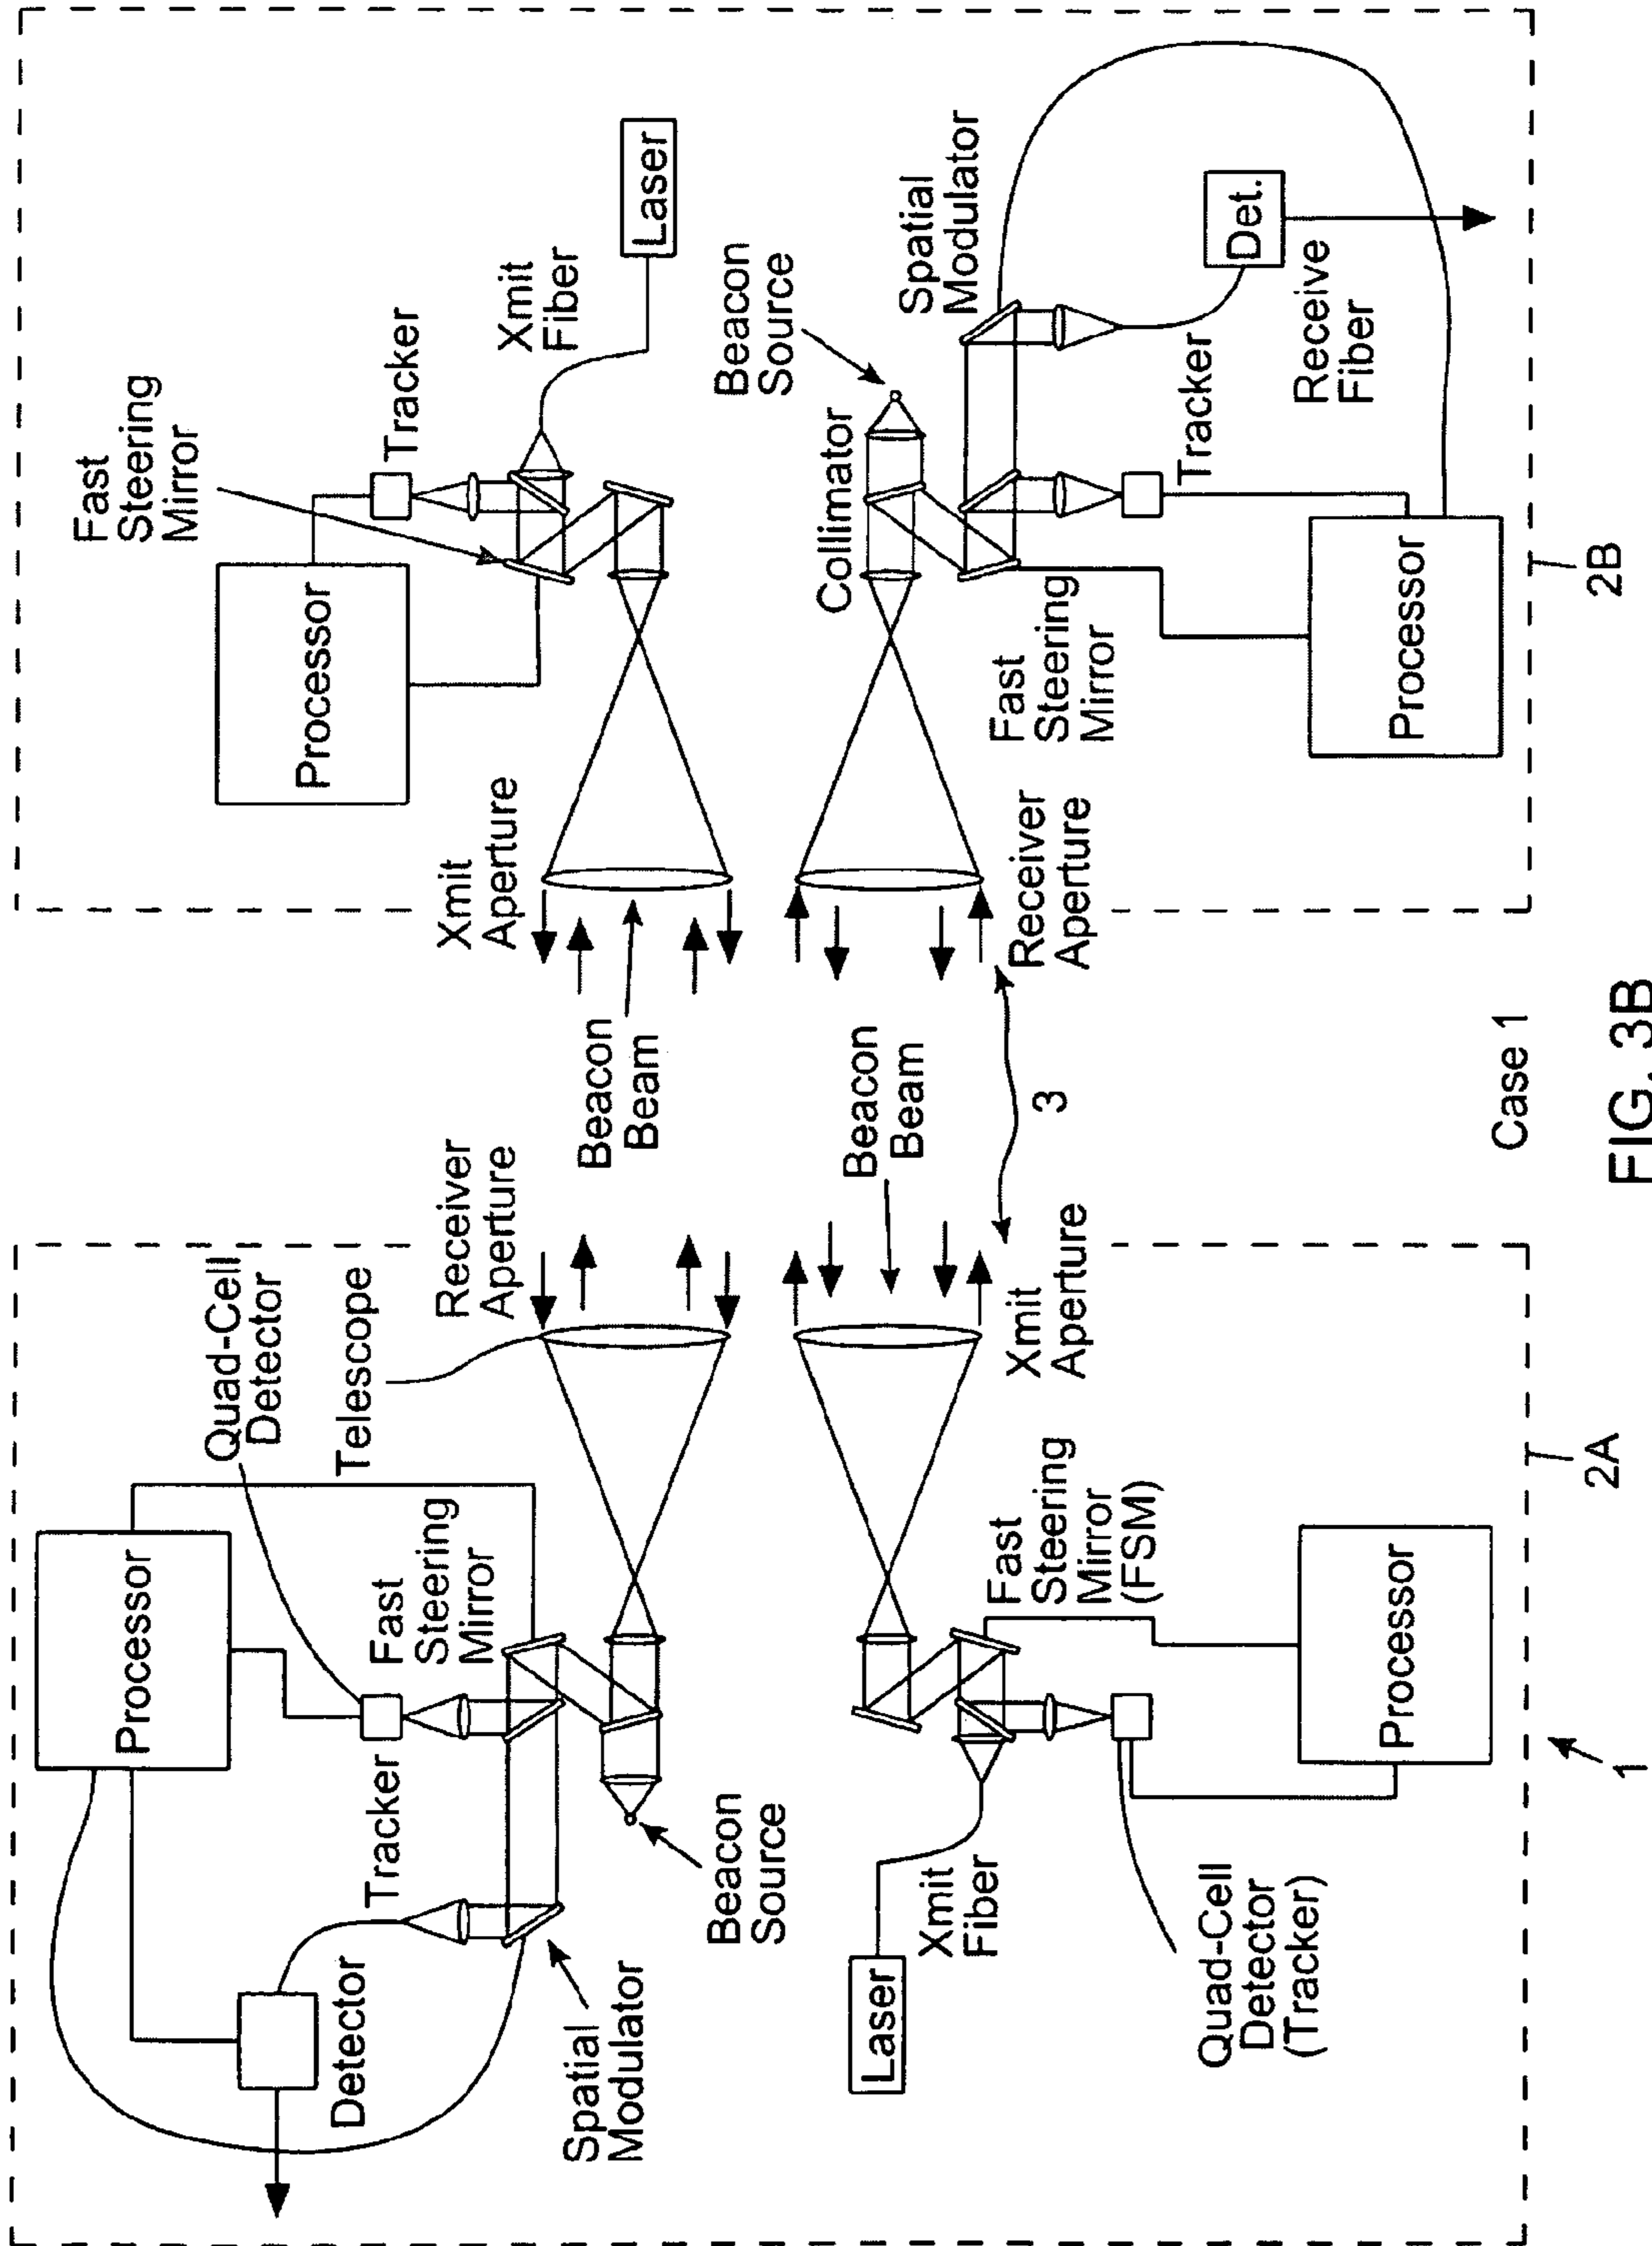 Processor
Quad-Cell
Detector
Telescope
Fast
Steering
Mirror
Tracker
Detector
Spatial
Modulator
Beacon
Source
Receiver
Aperture
Laser
Xmit
Fiber
Quad-Cell
Detector
(Tracker)
Fast
Steering
Mirror
(FSM)
Processor
Xmit
Aperture
Beacon
Beam
Beacon
Beam
3
1
2A
Fast
Steering
Mirror
Processor
Tracker
Xmit
Fiber
Laser
Xmit
Aperture
Beacon
Source
Collimator
Spatial
Modulator
Det.
Receive
Fiber
Tracker
Fast
Steering
Mirror
Processor
Receiver
Aperture
2B
Case 1
FIG. 3B